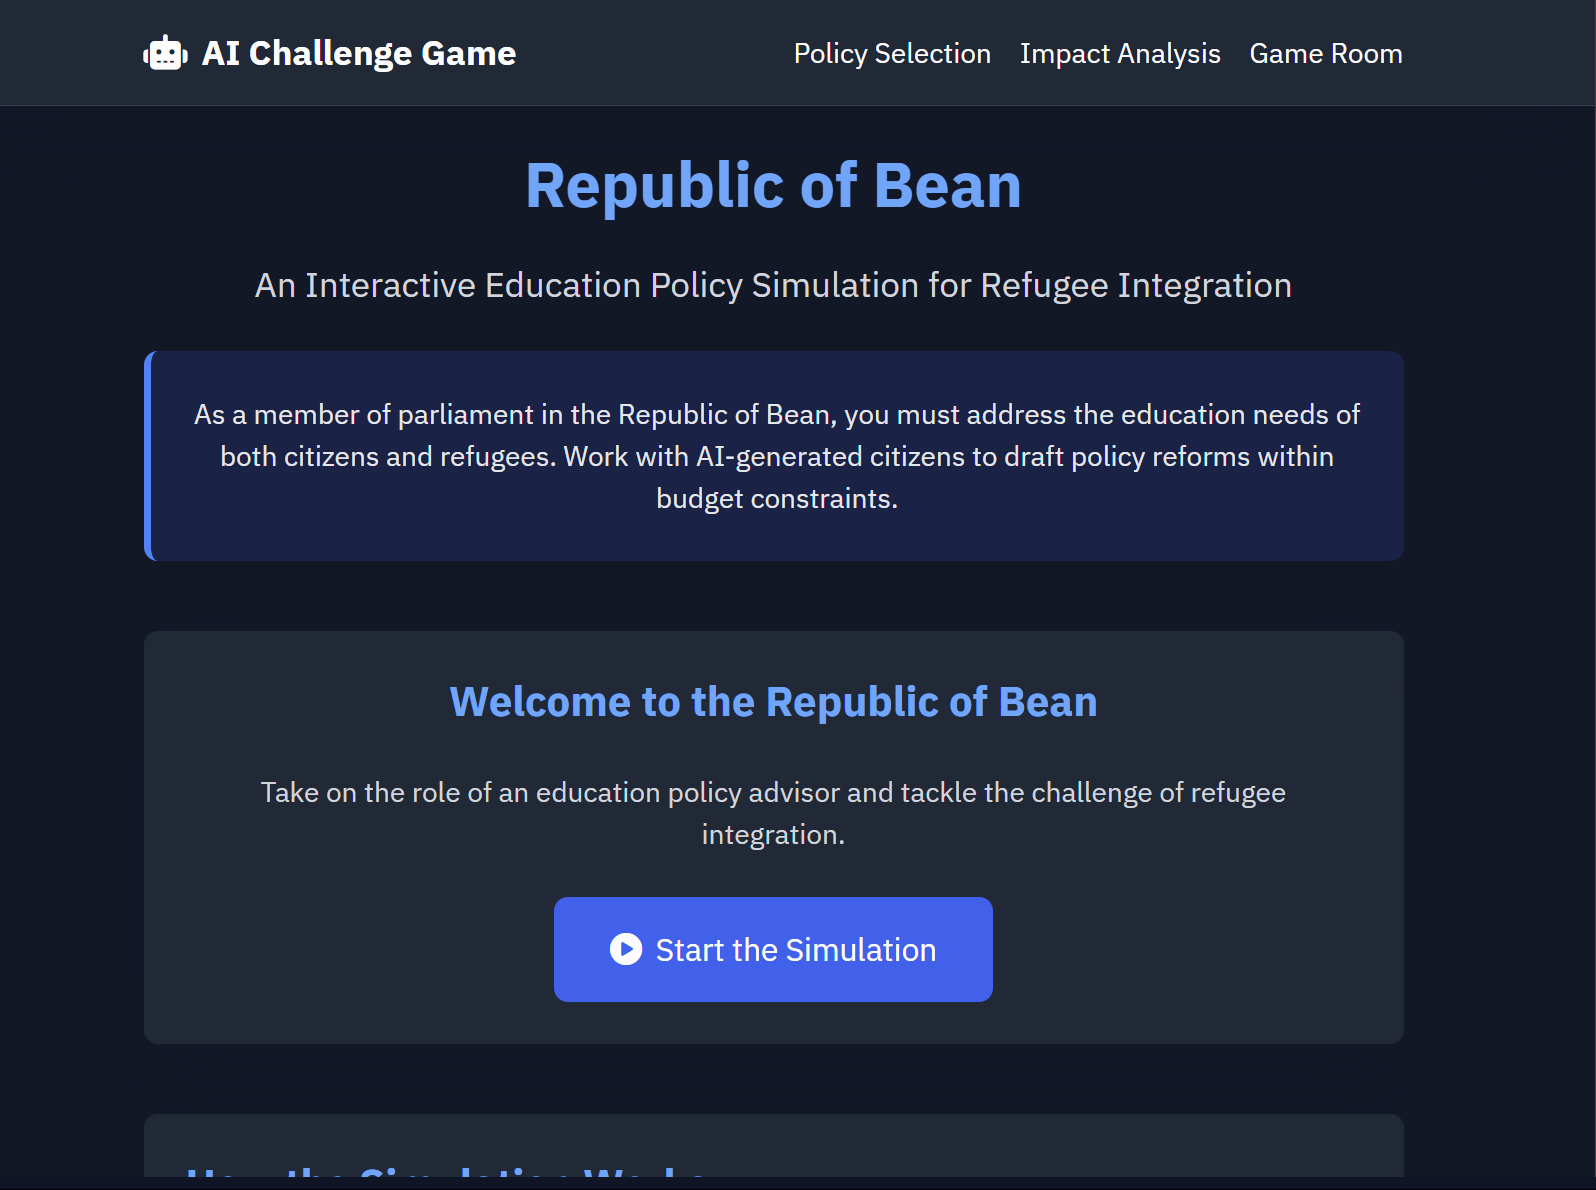 AI Challenge Game
Policy Selection Impact Analysis Game Room
Republic of Bean
An Interactive Education Policy Simulation for Refugee Integration
As a member of parliament in the Republic of Bean, you must address the education needs of
both citizens and refugees. Work with AI-generated citizens to draft policy reforms within
budget constraints.
Welcome to the Republic of Bean
Take on the role of an education policy advisor and tackle the challenge of refugee
integration.
Start the Simulation
How the Simulation Works